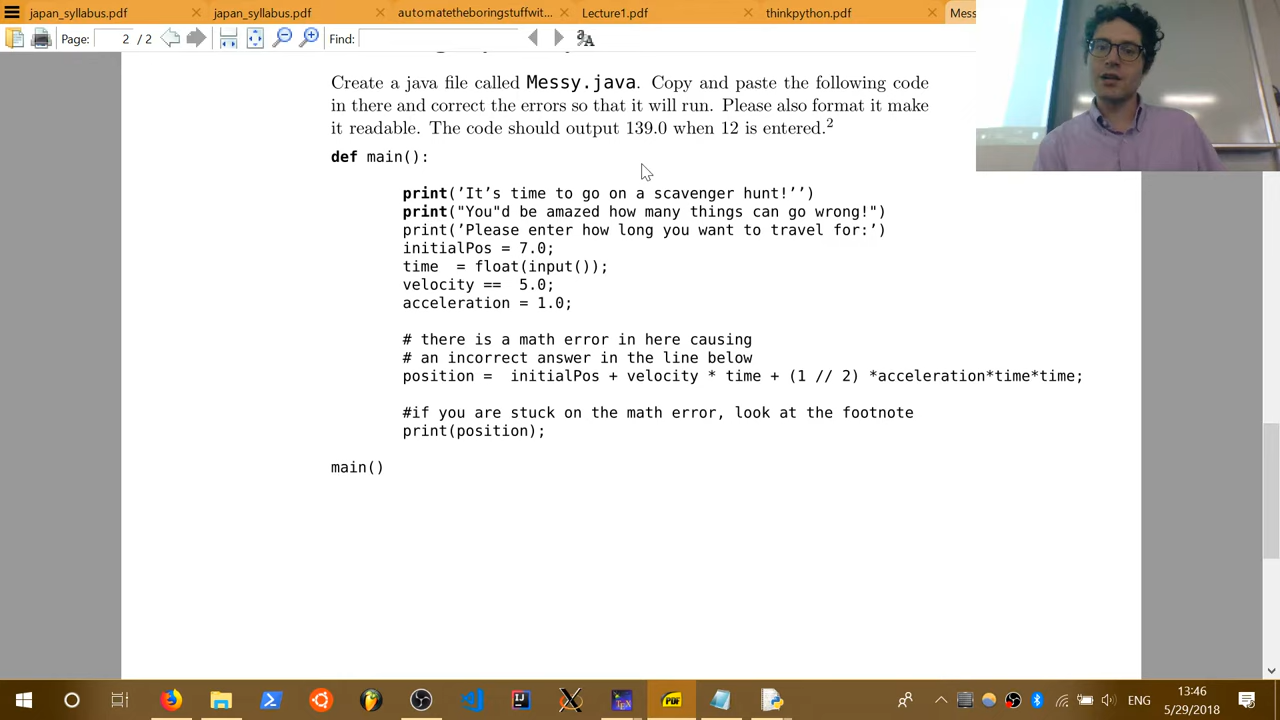 japan_syllabus.pdf × japan_syllabus.pdf × automatetheboringstuffwit... × Lecture1.pdf × thinkpython.pdf × Mess
Page: 2 / 2 Find:
Create a java file called Messy.java. Copy and paste the following code
in there and correct the errors so that it will run. Please also format it make
it readable. The code should output 139.0 when 12 is entered.2
def main():
print(’It’s time to go on a scavenger hunt!’’)
print("You"d be amazed how many things can go wrong!")
print(’Please enter how long you want to travel for:’)
initialPos = 7.0;
time  = float(input());
velocity ==  5.0;
acceleration = 1.0;
# there is a math error in here causing
# an incorrect answer in the line below
position =  initialPos + velocity * time + (1 // 2) *acceleration*time*time;
#if you are stuck on the math error, look at the footnote
print(position);
main()
ENG
13:46
5/29/2018